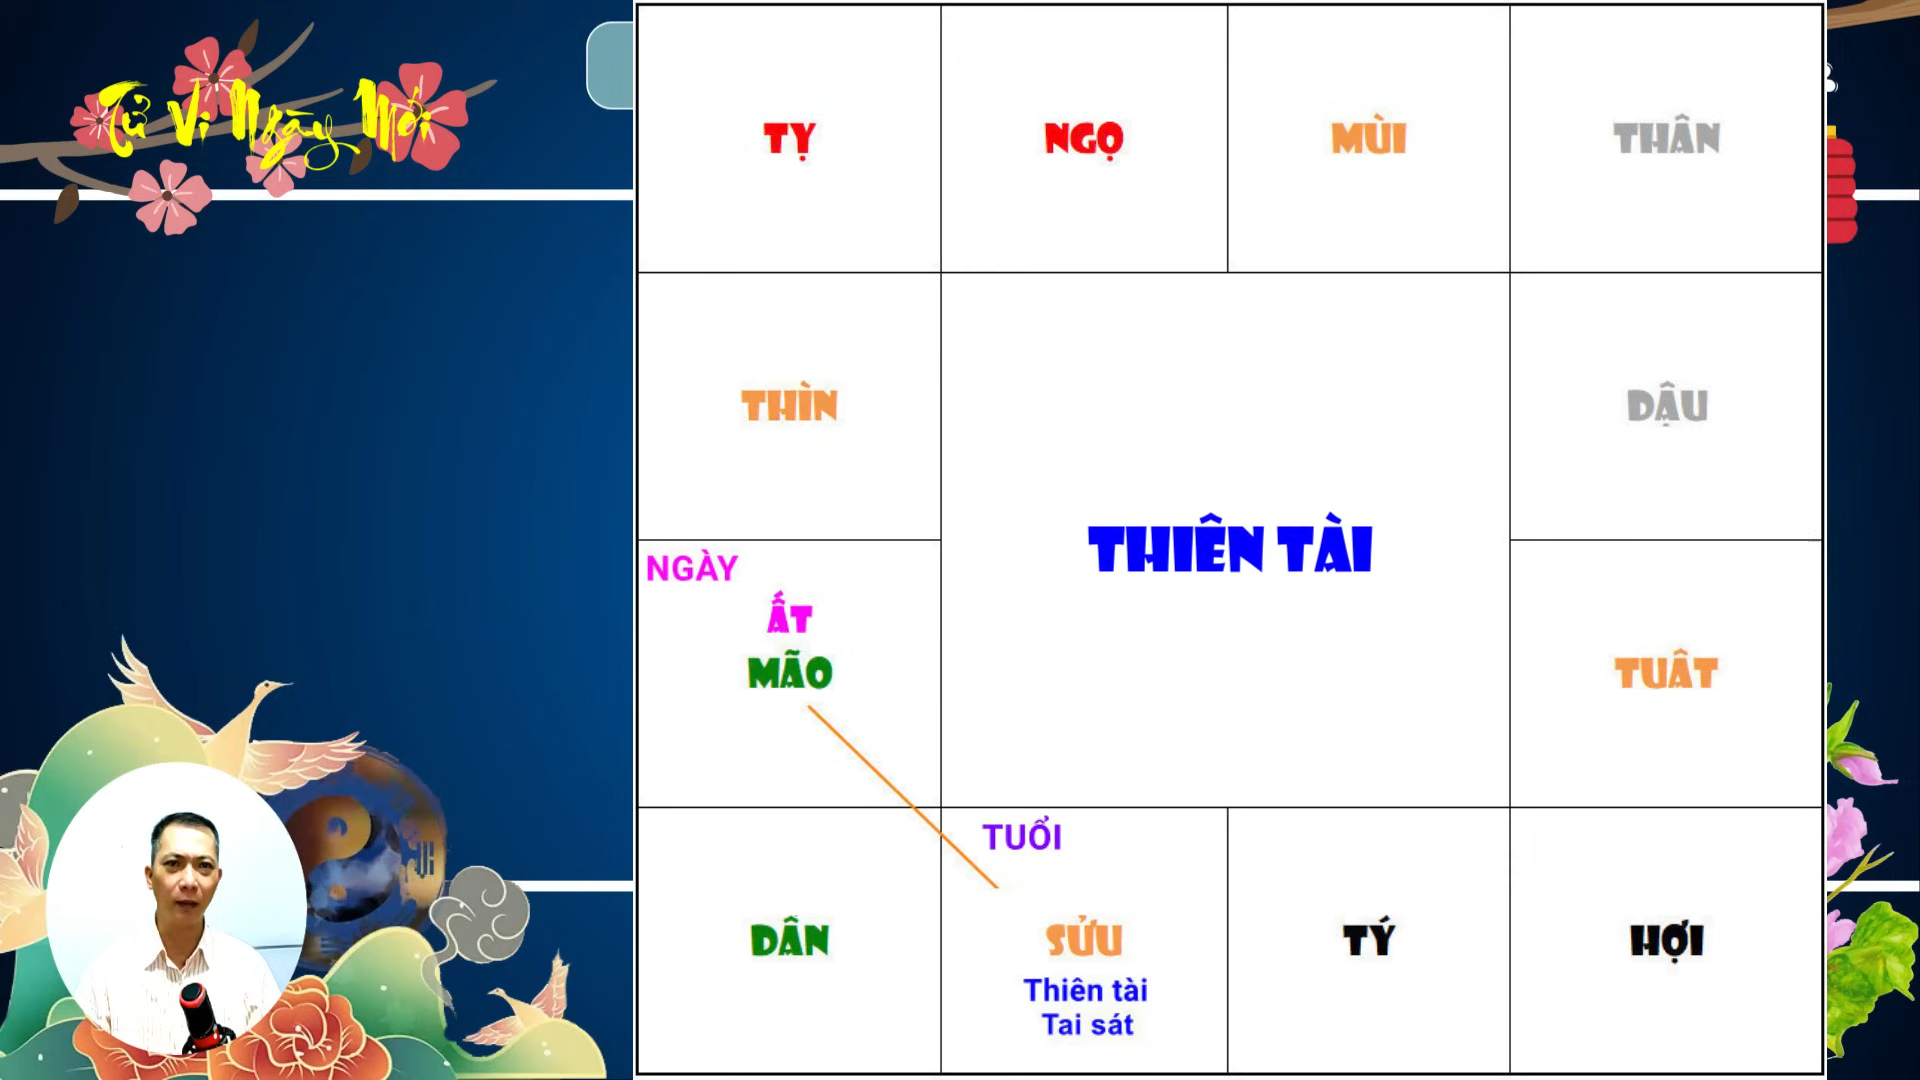 Tử Vi Ngày Mới
TỴ
NGỌ
MÙI
THÂN
THÌN
DẬU
THIÊN TÀI
NGÀY
ẤT
MÃO
TUẤT
TUỔI
DẦN
SỬU
TÝ
HỢI
Thiên tài
Tai sát